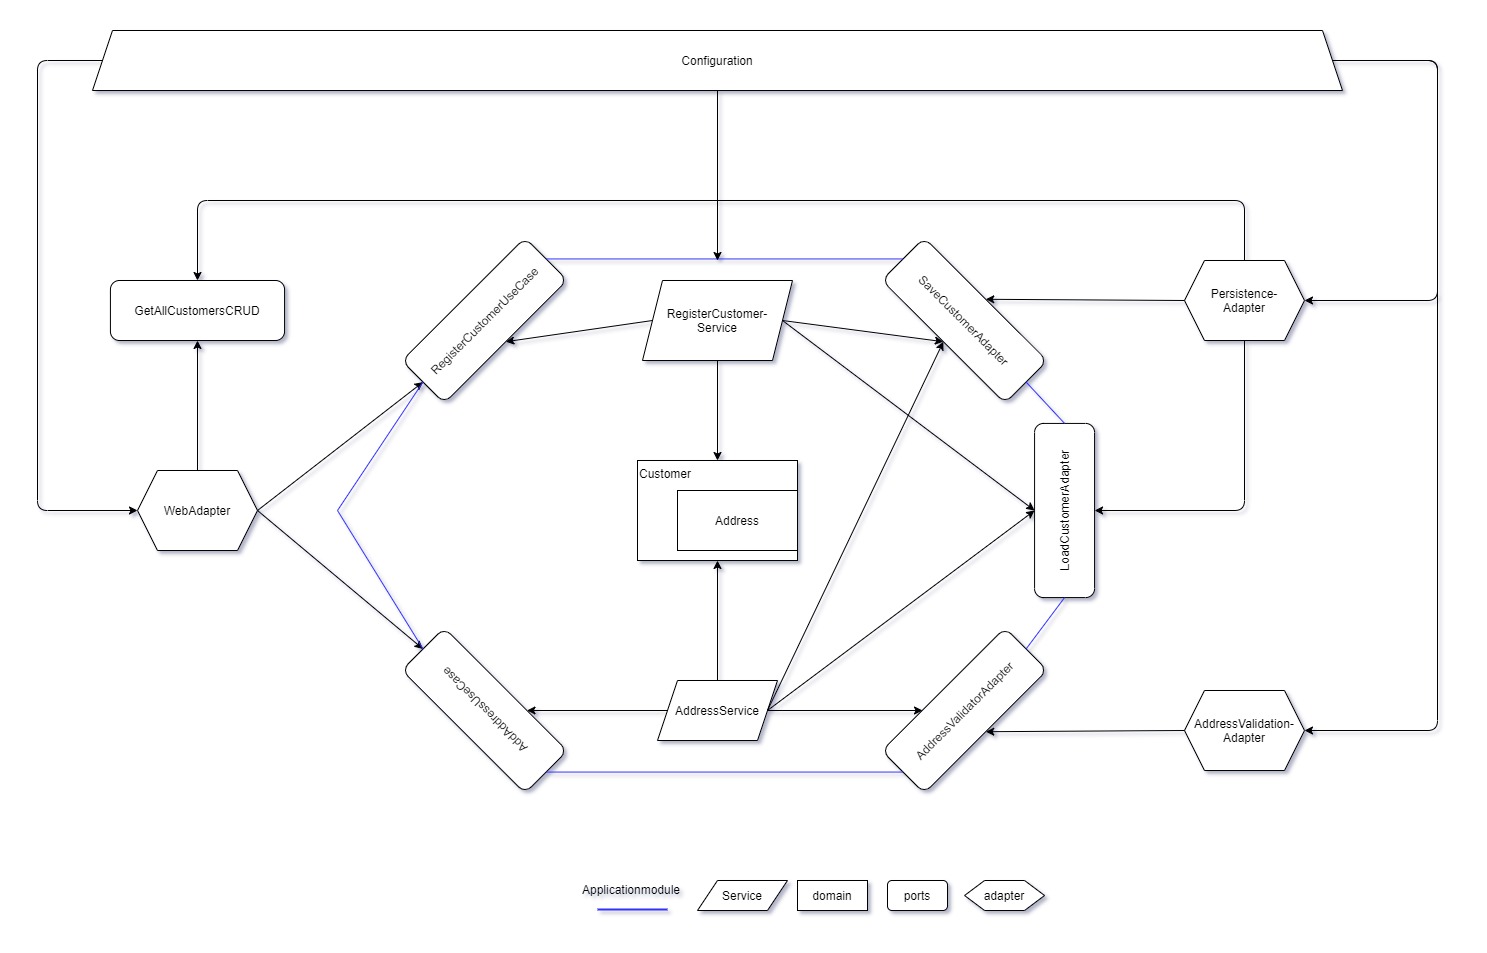 Configuration
GetAllCustomersCRUD
RegisterCustomerUseCase
RegisterCustomer-
Service
SaveCustomerAdapter
Persistence-
Adapter
Customer
Address
WebAdapter
LoadCustomerAdapter
AddAddressUseCase
AddressService
AddressValidatorAdapter
AddressValidation-
Adapter
Applicationmodule
Service
domain
ports
adapter